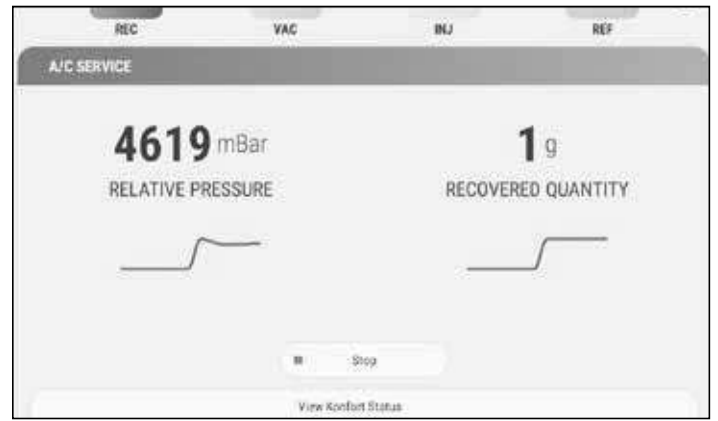 REC VAC INJ REF
A/C SERVICE
4619 mBar 1 g
RELATIVE PRESSURE RECOVERED QUANTITY
Stop
View Konfort Status